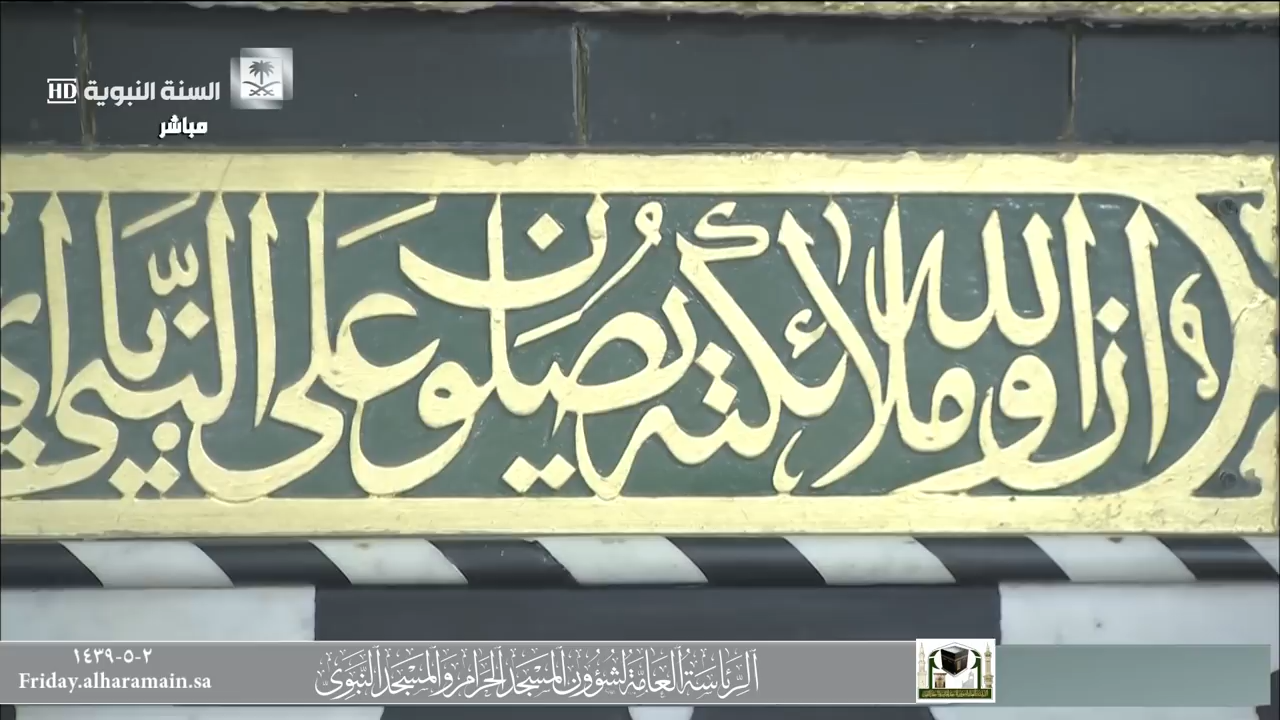 السنة النبوية HD
مباشر
ان الله وملائكته يصلون على النبي يا اي
١٤٣٩-٥-٢
Friday.alharamain.sa
الرئاسة العامة لشؤون المسجد الحرام والمسجد النبوي